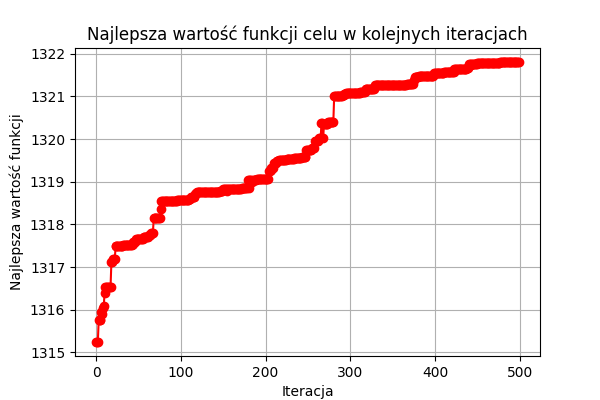 Najlepsza wartość funkcji celu w kolejnych iteracjach
Najlepsza wartość funkcji
1322
1321
1320
1319
1318
1317
1316
1315
0 100 200 300 400 500
Iteracja